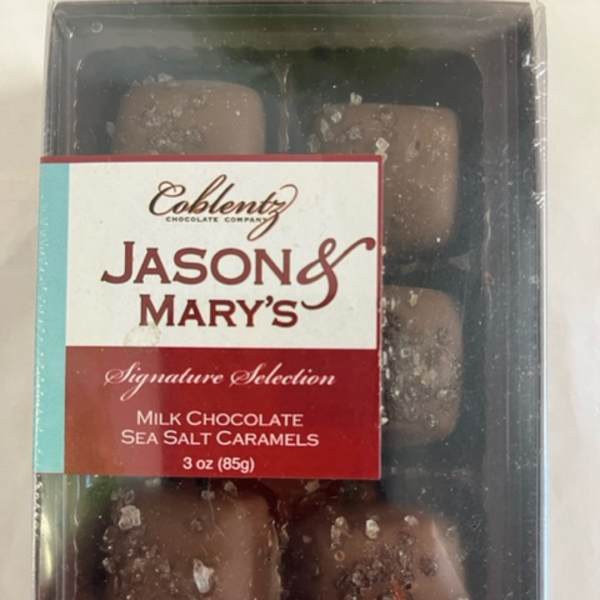 Coblentz
CHOCOLATE COMPANY
JASON &
MARY'S
Signature Selection
MILK CHOCOLATE
SEA SALT CARAMELS
3 oz (85g)